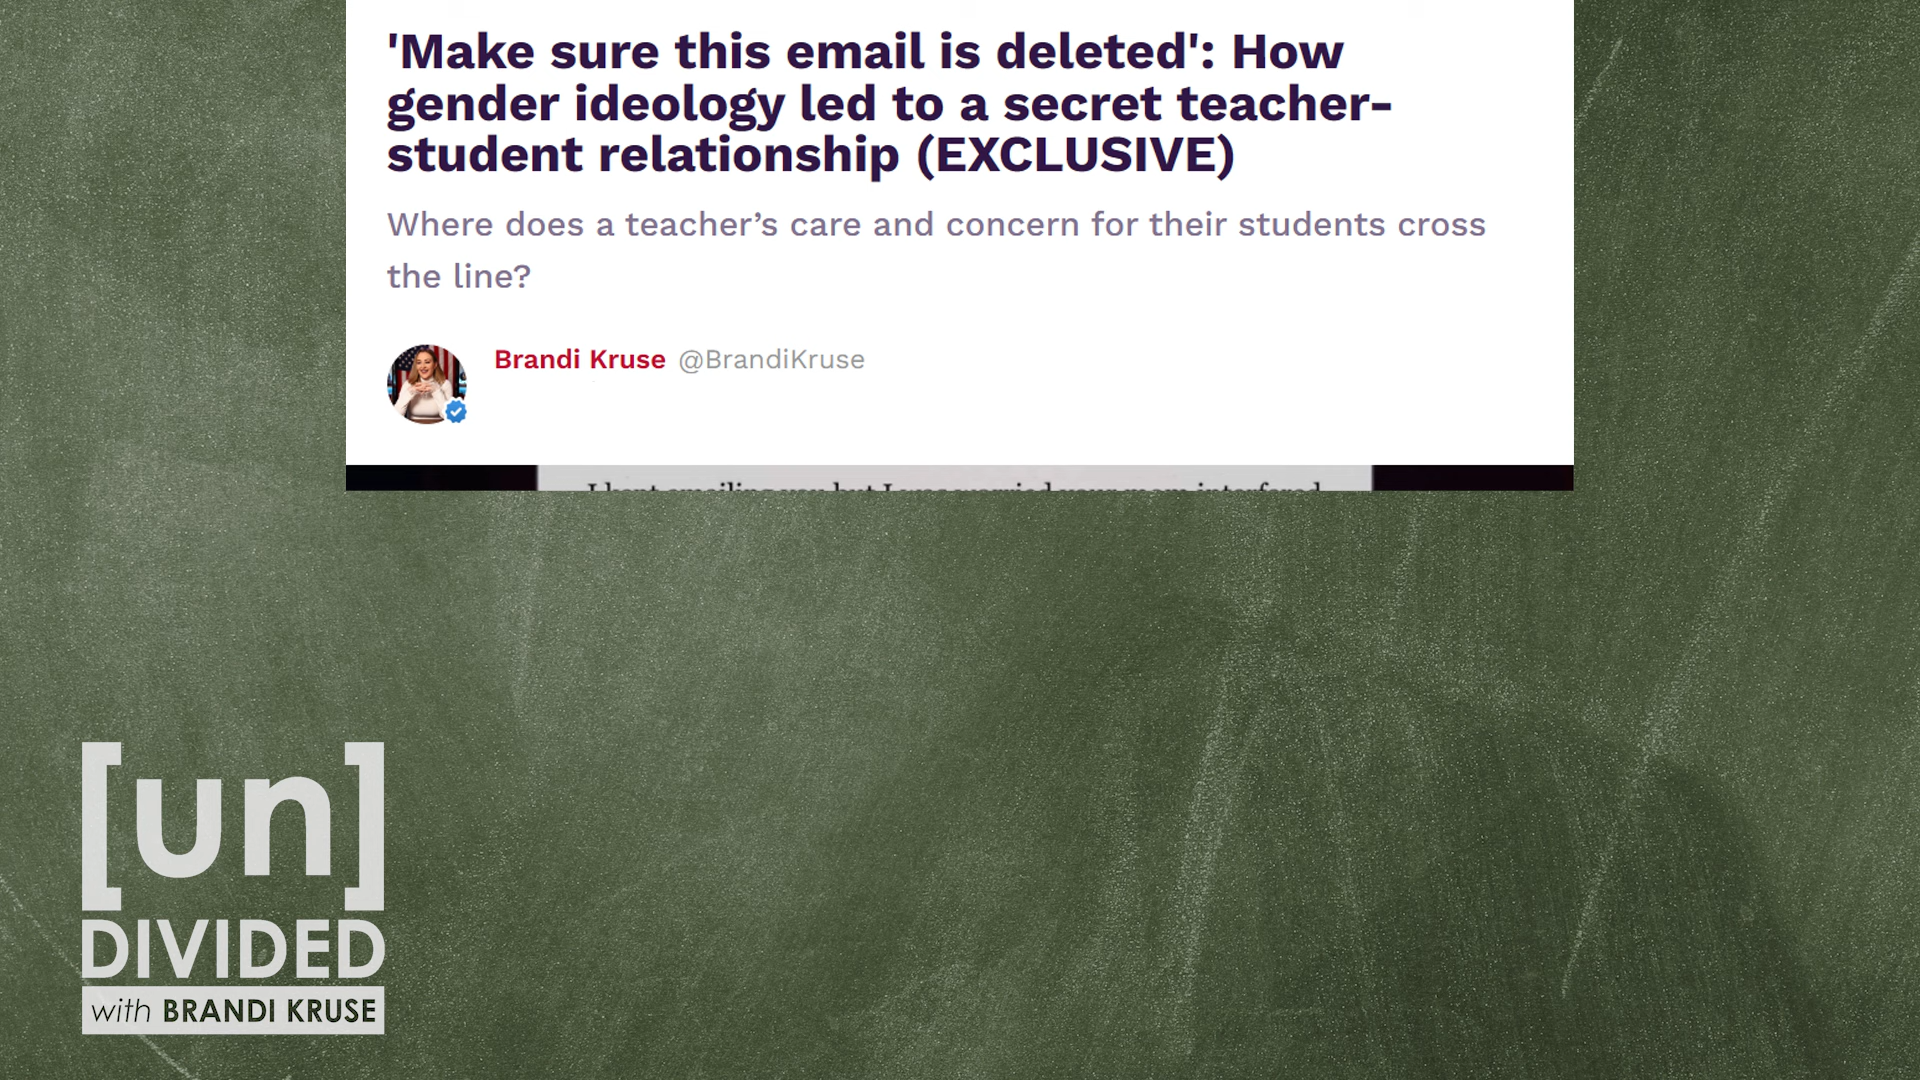 'Make sure this email is deleted': How
gender ideology led to a secret teacher-
student relationship (EXCLUSIVE)
Where does a teacher’s care and concern for their students cross
the line?
Brandi Kruse @BrandiKruse
[un]
DIVIDED
with BRANDI KRUSE